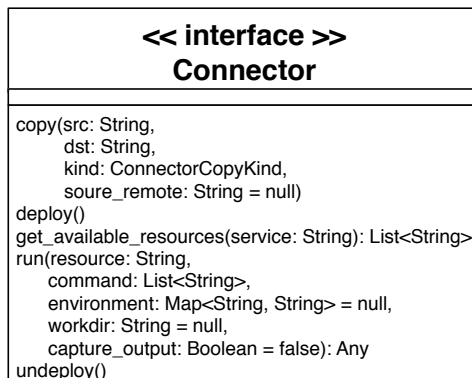 << interface >>
Connector
copy(src: String,
dst: String,
kind: ConnectorCopyKind,
soure_remote: String = null)
deploy()
get_available_resources(service: String): List<String>
run(resource: String,
command: List<String>,
environment: Map<String, String> = null,
workdir: String = null,
capture_output: Boolean = false): Any
undeploy()